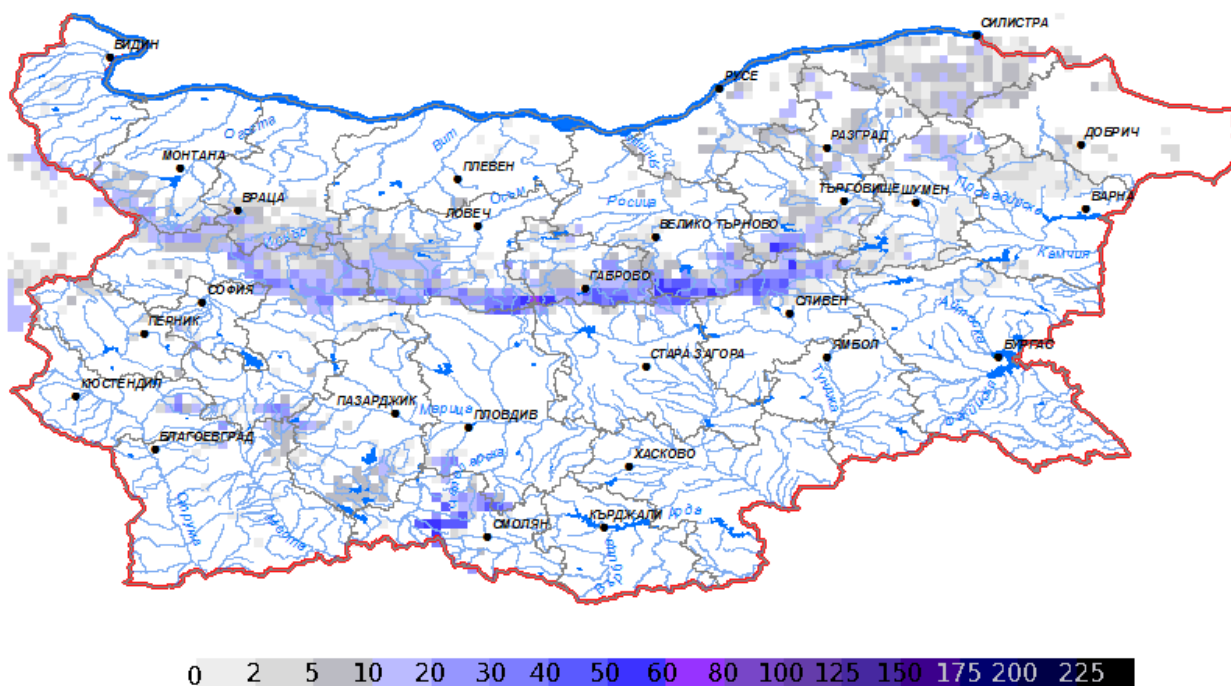 СИЛИСТРА
ВИДИН
РУСЕ
Огоста
Вит
РАЗГРАД
ДОБРИЧ
МОНТАНА
ПЛЕВЕН
ВРАЦА
Осъм
Росица
ТЪРГОВИЩЕ
ШУМЕН
Провадийска
ВАРНА
ЛОВЕЧ
ВЕЛИКО ТЪРНОВО
Камчия
ГАБРОВО
СОФИЯ
СЛИВЕН
ПЕРНИК
СТАРА ЗАГОРА
ЯМБОЛ
БУРГАС
КЮСТЕНДИЛ
ПАЗАРДЖИК
Марица
ПЛОВДИВ
Тунджа
БЛАГОЕВГРАД
ХАСКОВО
Струма
Места
СМОЛЯН
КЪРДЖАЛИ
Арда
0 2 5 10 20 30 40 50 60 80 100 125 150 175 200 225